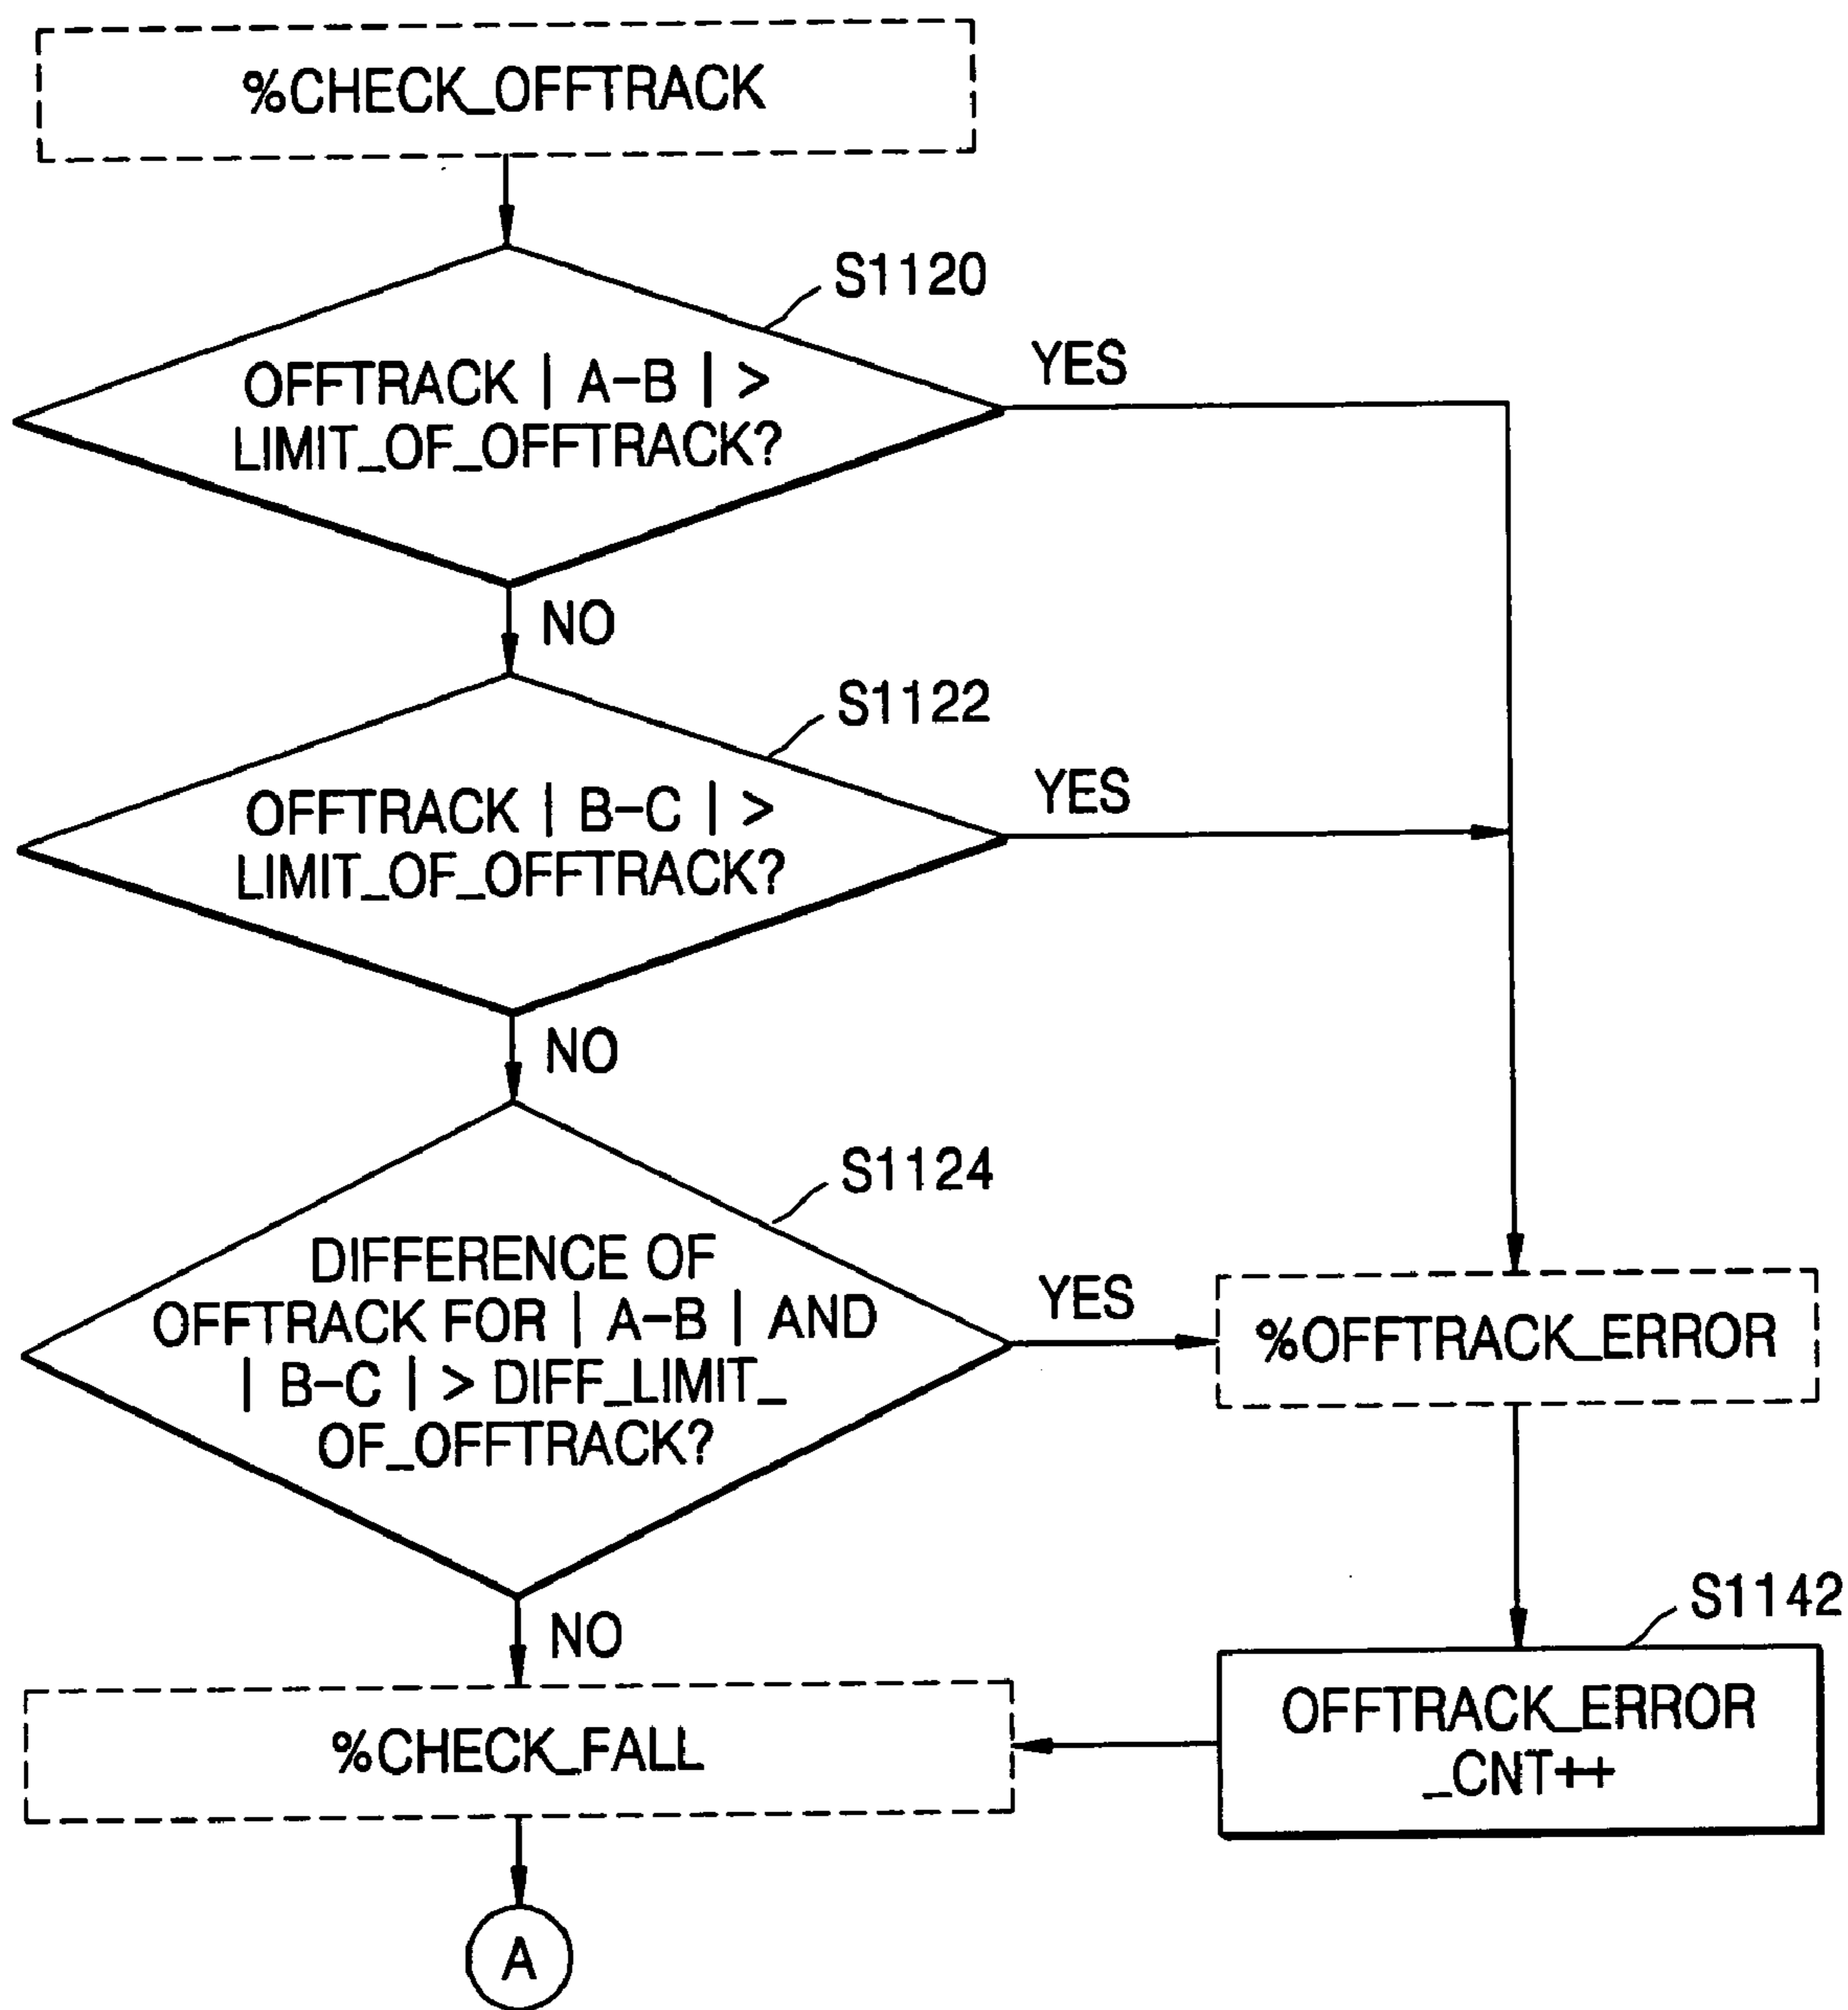 %CHECK_OFFTRACK
S1120
OFFTRACK | A-B | >
LIMIT_OF_OFFTRACK?
YES
NO
S1122
OFFTRACK | B-C | >
LIMIT_OF_OFFTRACK?
YES
NO
S1124
DIFFERENCE OF
OFFTRACK FOR | A-B | AND
| B-C | > DIFF_LIMIT_
OF_OFFTRACK?
YES
%OFFTRACK_ERROR
NO
S1142
OFFTRACK_ERROR
_CNT++
%CHECK_FALL
A